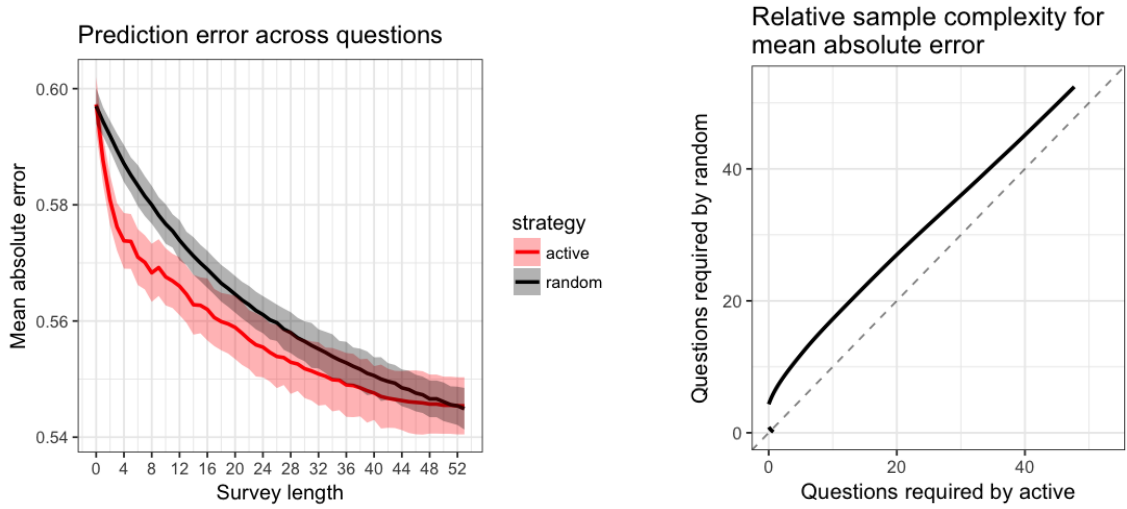 Prediction error across questions
Mean absolute error
0.60
0.58
0.56
0.54
0 4 8 12 16 20 24 28 32 36 40 44 48 52
Survey length
strategy
active
random
Relative sample complexity for
mean absolute error
Questions required by random
40
20
0
0 20 40
Questions required by active